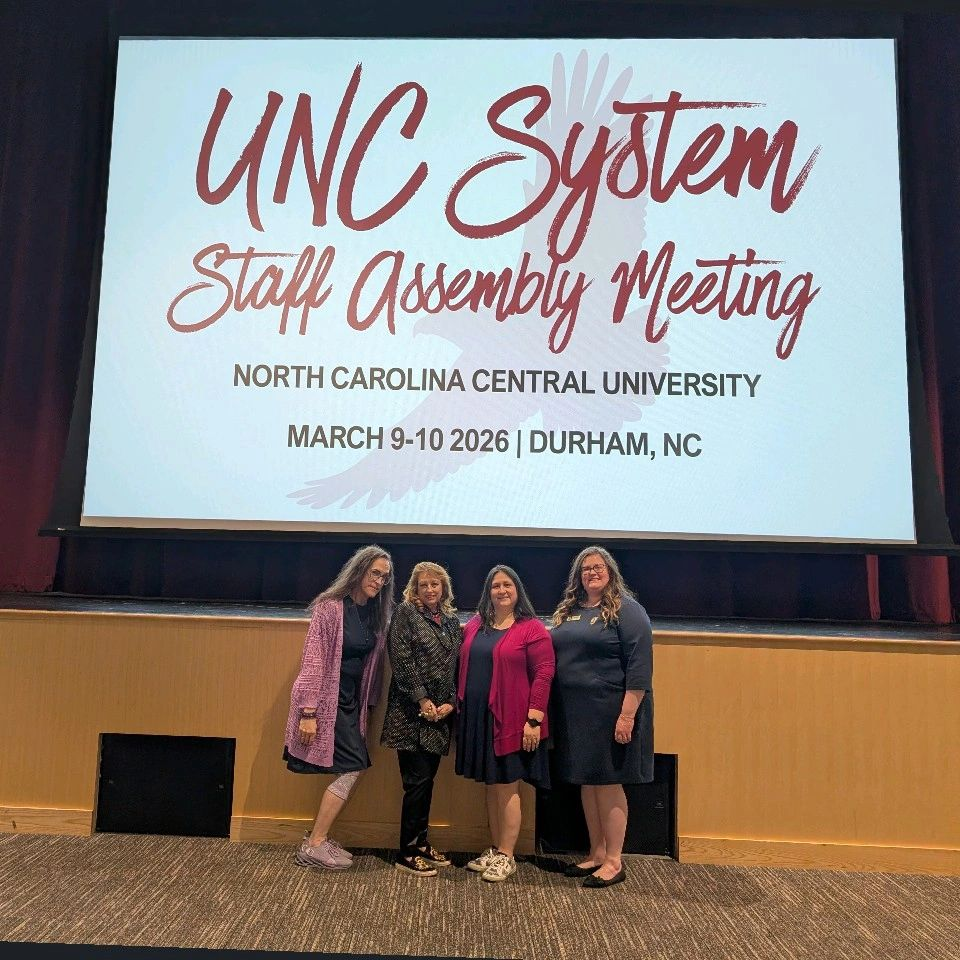 UNC System
Staff Assembly Meeting
NORTH CAROLINA CENTRAL UNIVERSITY
MARCH 9-10 2026 | DURHAM, NC